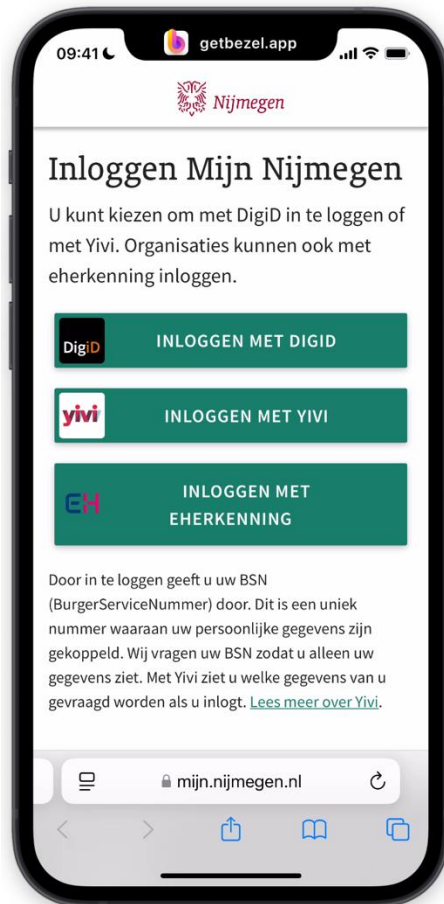 09:41
getbezel.app
Nijmegen
Inloggen Mijn Nijmegen
U kunt kiezen om met DigiD in te loggen of
met Yivi. Organisaties kunnen ook met
eherkenning inloggen.
DigiD
INLOGGEN MET DIGID
yivi
INLOGGEN MET YIVI
EH
INLOGGEN MET
EHERKENNING
Door in te loggen geeft u uw BSN
(BurgerServiceNummer) door. Dit is een uniek
nummer waaraan uw persoonlijke gegevens zijn
gekoppeld. Wij vragen uw BSN zodat u alleen uw
gegevens ziet. Met Yivi ziet u welke gegevens van u
gevraagd worden als u inlogt. Lees meer over Yivi.
mijn.nijmegen.nl